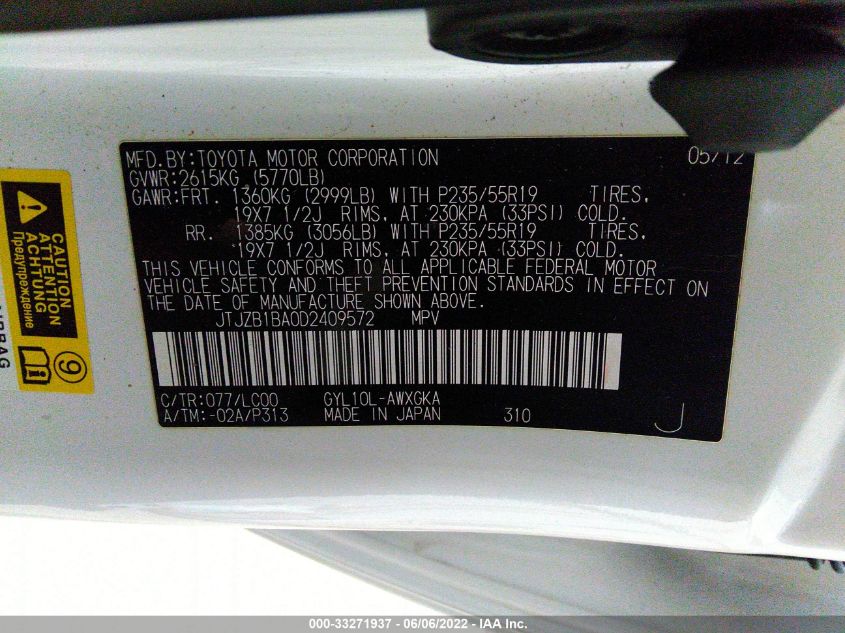 MFD.BY:TOYOTA MOTOR CORPORATION 05/12
GVWR:2615KG (5770LB)
GAWR:FRT. 1360KG (2999LB) WITH P235/55R19 TIRES,
19X7 1/2J RIMS, AT 230KPA (33PSI) COLD.
RR. 1385KG (3056LB) WITH P235/55R19 TIRES,
19X7 1/2J RIMS, AT 230KPA (33PSI) COLD.
THIS VEHICLE CONFORMS TO ALL APPLICABLE FEDERAL MOTOR
VEHICLE SAFETY AND THEFT PREVENTION STANDARDS IN EFFECT ON
THE DATE OF MANUFACTURE SHOWN ABOVE.
JTJZB1BA0D2409572 MPV
C/TR:077/LC00 GYL10L-AWXGKA
A/TM:-02A/P313 MADE IN JAPAN 310 J
CAUTION
ATTENTION
ACHTUNG
Предупреждение
9
000-33271937 - 06/06/2022 - IAA Inc.